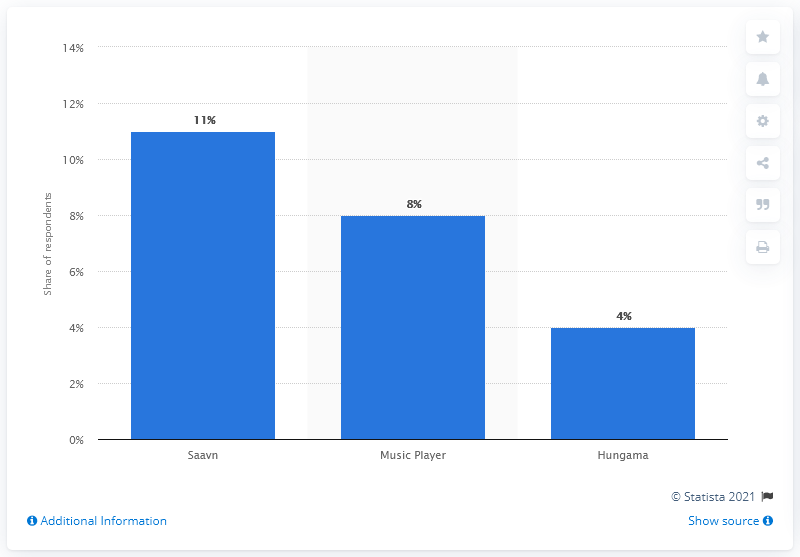 14%
12%
10%
8%
6%
4%
2%
0%
Share of respondents
11%
8%
4%
Saavn
Music Player
Hungama
© Statista 2021
Additional Information
Show source